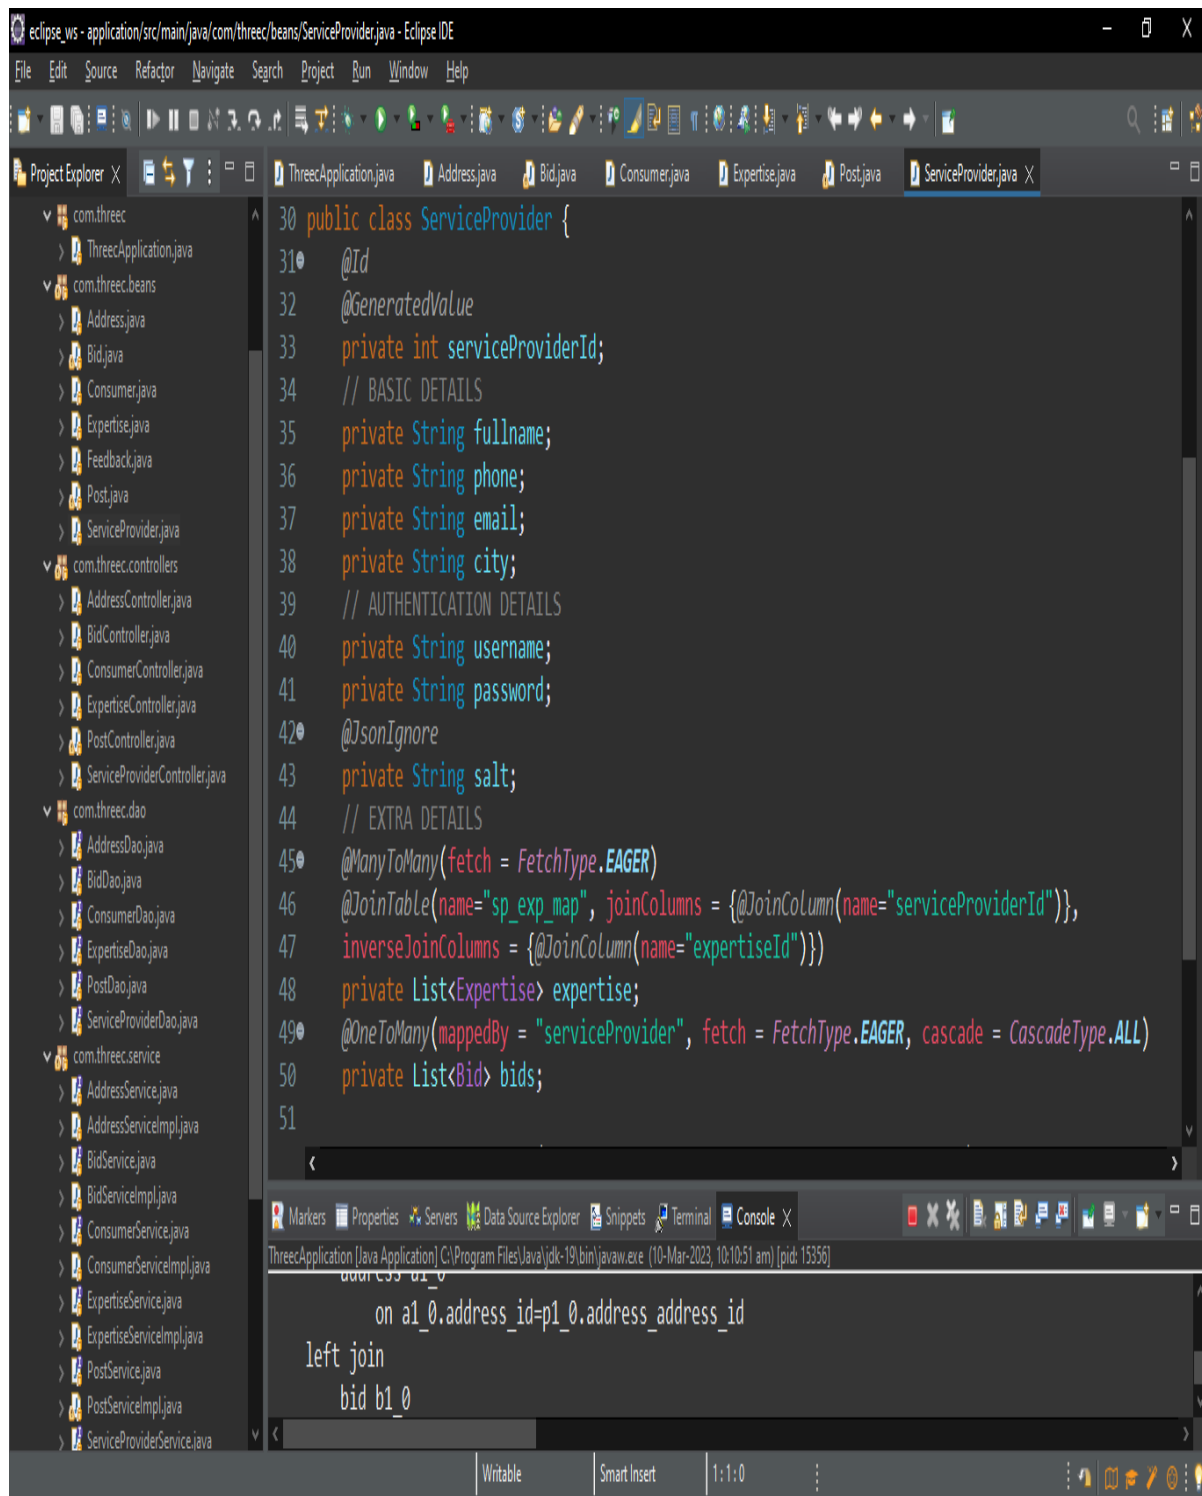 eclipse_ws - application/src/main/java/com/threec/beans/ServiceProvider.java - Eclipse IDE
File Edit Source Refactor Navigate Search Project Run Window Help
Project Explorer
ThreecApplication.java Address.java Bid.java Consumer.java Expertise.java Post.java ServiceProvider.java
com.threec
ThreecApplication.java
com.threec.beans
Address.java
Bid.java
Consumer.java
Expertise.java
Feedback.java
Post.java
ServiceProvider.java
com.threec.controllers
AddressController.java
BidController.java
ConsumerController.java
ExpertiseController.java
PostController.java
ServiceProviderController.java
com.threec.dao
AddressDao.java
BidDao.java
ConsumerDao.java
ExpertiseDao.java
PostDao.java
ServiceProviderDao.java
com.threec.service
AddressService.java
AddressServiceImpl.java
BidService.java
BidServiceImpl.java
ConsumerService.java
ConsumerServiceImpl.java
ExpertiseService.java
ExpertiseServiceImpl.java
PostService.java
PostServiceImpl.java
ServiceProviderService.java
30 public class ServiceProvider {
31 @Id
32 @GeneratedValue
33 private int serviceProviderId;
34 // BASIC DETAILS
35 private String fullname;
36 private String phone;
37 private String email;
38 private String city;
39 // AUTHENTICATION DETAILS
40 private String username;
41 private String password;
42 @JsonIgnore
43 private String salt;
44 // EXTRA DETAILS
45 @ManyToMany(fetch = FetchType.EAGER)
46 @JoinTable(name="sp_exp_map", joinColumns = {@JoinColumn(name="serviceProviderId")},
47 inverseJoinColumns = {@JoinColumn(name="expertiseId")})
48 private List<Expertise> expertise;
49 @OneToMany(mappedBy = "serviceProvider", fetch = FetchType.EAGER, cascade = CascadeType.ALL)
50 private List<Bid> bids;
51
Markers Properties Servers Data Source Explorer Snippets Terminal Console
ThreecApplication [Java Application] C:\Program Files\Java\jdk-19\bin\javaw.exe (10-Mar-2023, 10:10:51 am) [pid: 15356]
address a1_0
on a1_0.address_id=p1_0.address_address_id
left join
bid b1_0
Writable Smart Insert 1:1:0